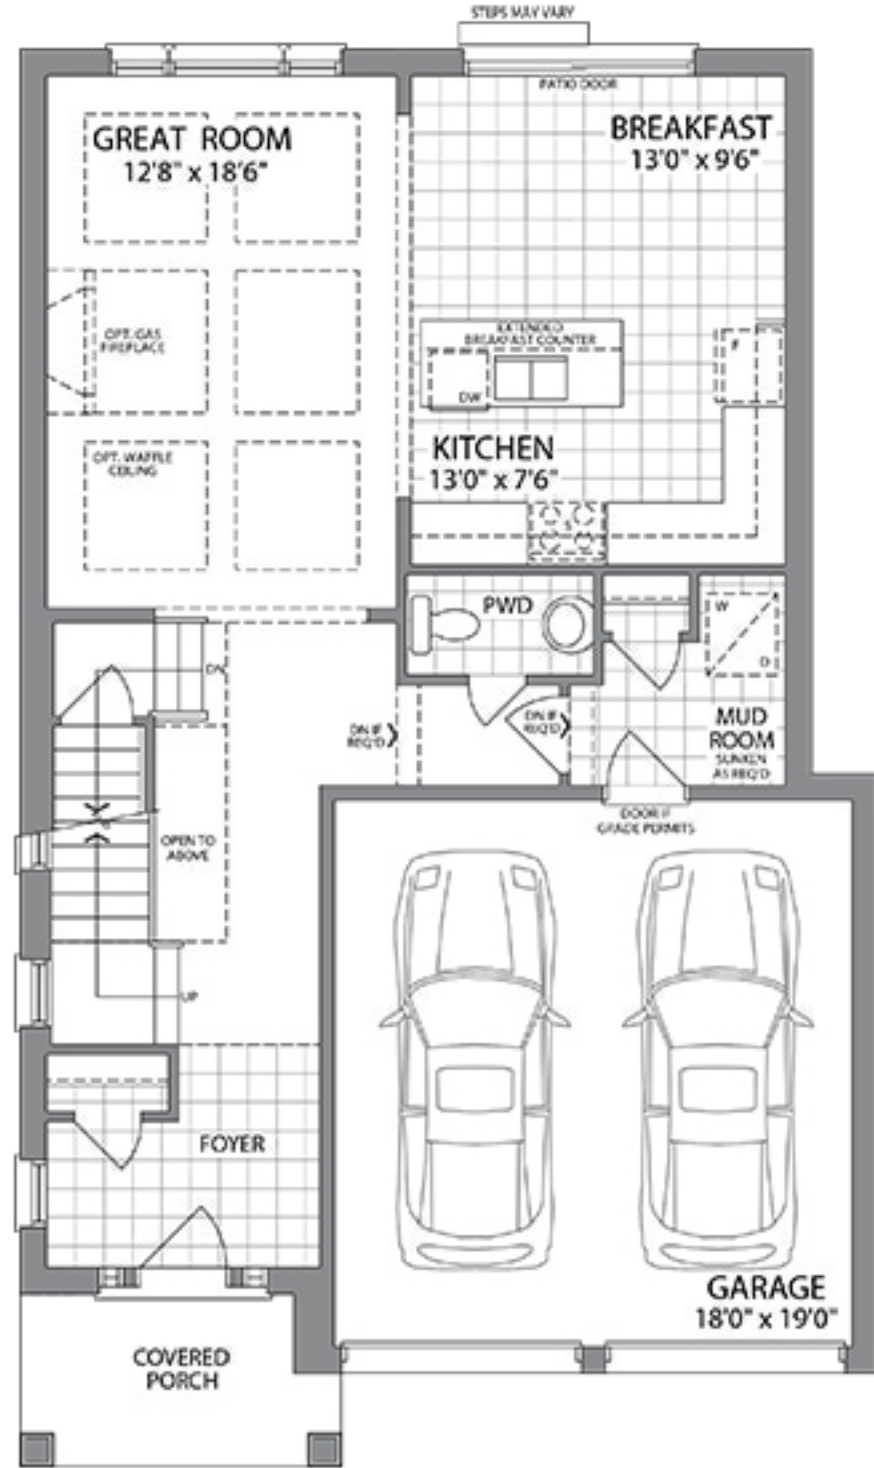 STEPS MAY VARY
PATIO DOOR
GREAT ROOM
12'8" x 18'6"
BREAKFAST
13'0" x 9'6"
OPT. GAS
FIREPLACE
EXTENDED
BREAKFAST COUNTER
F
DW
OPT. WAFFLE
CEILING
KITCHEN
13'0" x 7'6"
S
PWD
W
D
DN
DN IF
REQ'D
DN IF
REQ'D
MUD
ROOM
SUNKEN
AS REQ'D
DOOR IF
GRADE PERMITS
OPEN TO
ABOVE
UP
FOYER
GARAGE
18'0" x 19'0"
COVERED
PORCH